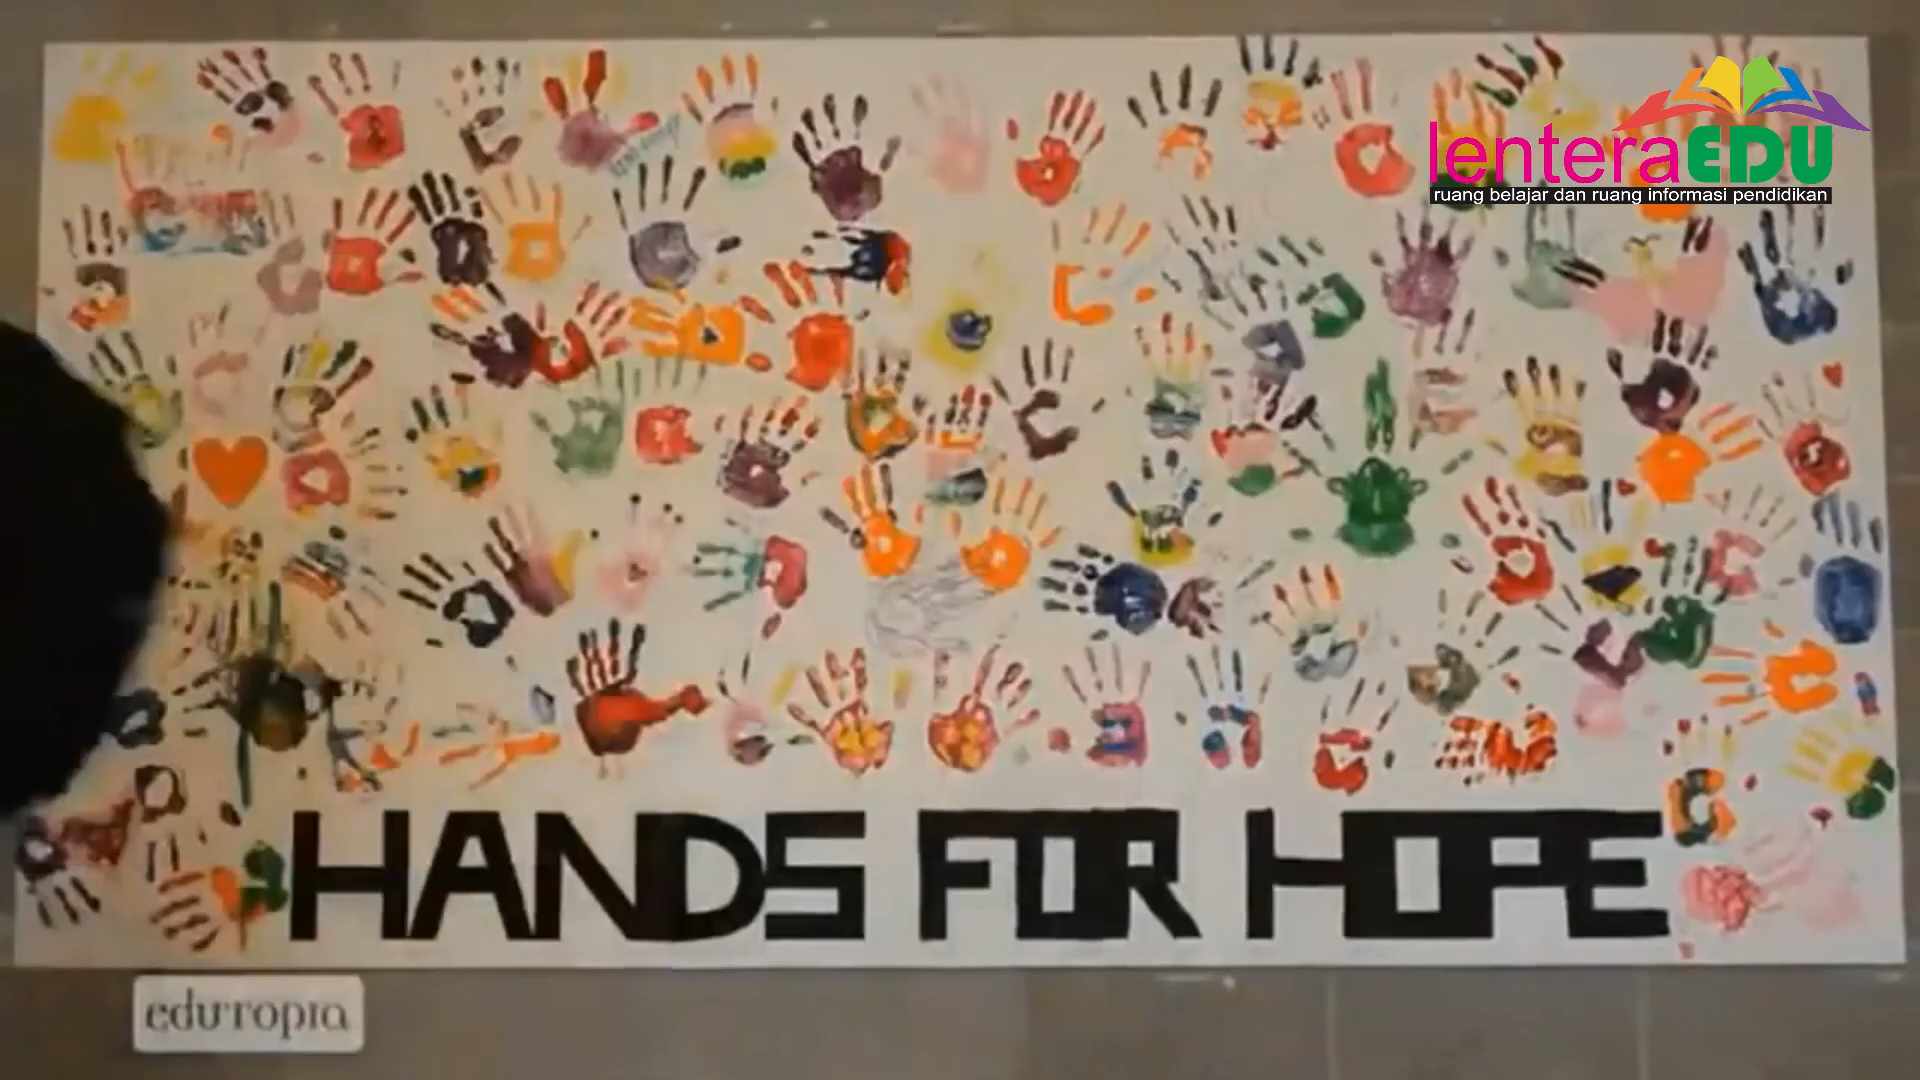 lenteraEDU
ruang belajar dan ruang informasi pendidikan
HANDS FOR HOPE
edutopia